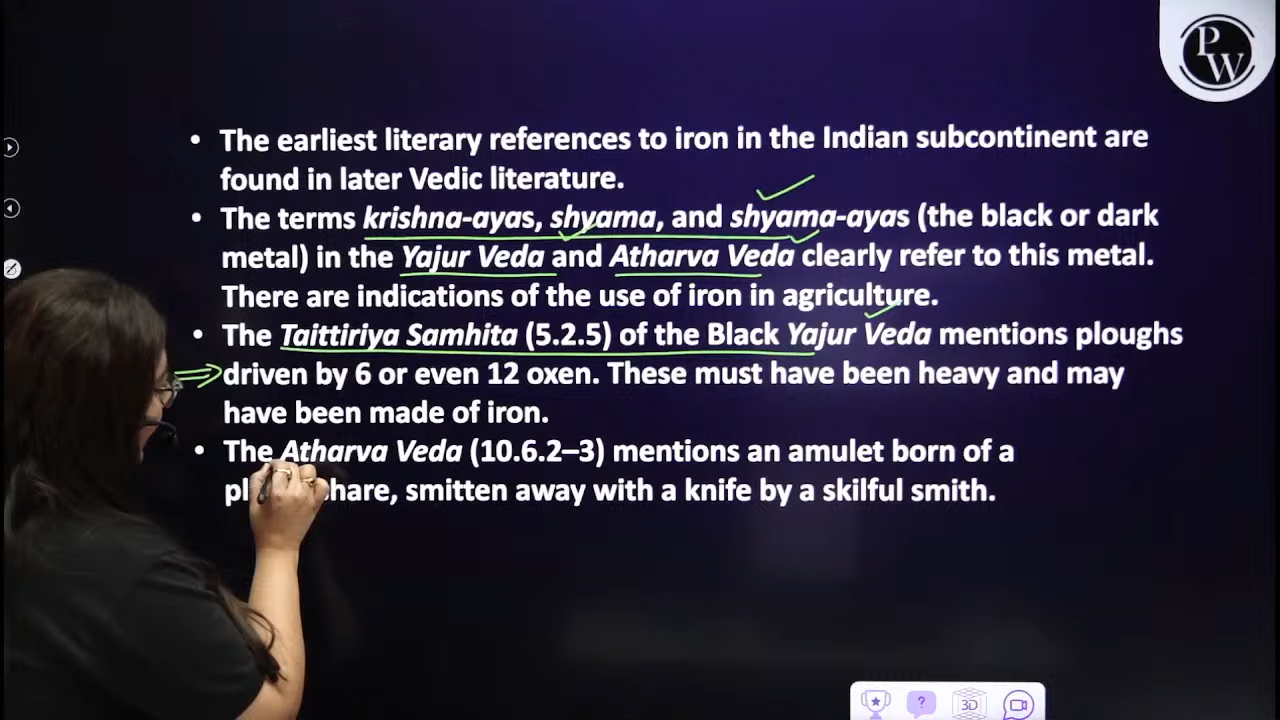 PW
• The earliest literary references to iron in the Indian subcontinent are
found in later Vedic literature.
• The terms krishna-ayas, shyama, and shyama-ayas (the black or dark
metal) in the Yajur Veda and Atharva Veda clearly refer to this metal.
There are indications of the use of iron in agriculture.
• The Taittiriya Samhita (5.2.5) of the Black Yajur Veda mentions ploughs
driven by 6 or even 12 oxen. These must have been heavy and may
have been made of iron.
• The Atharva Veda (10.6.2–3) mentions an amulet born of a
hare, smitten away with a knife by a skilful smith.
? 3D